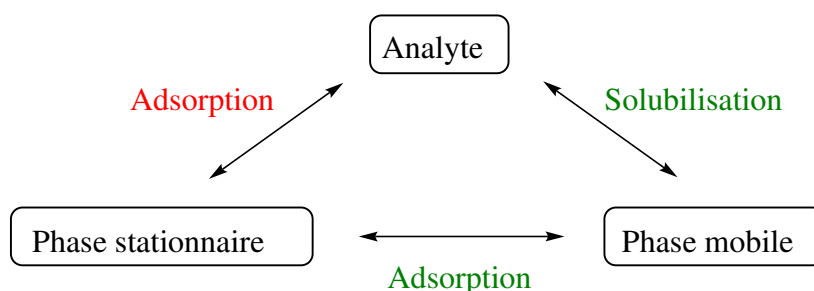 Analyte
Adsorption
Solubilisation
Phase stationnaire
Phase mobile
Adsorption